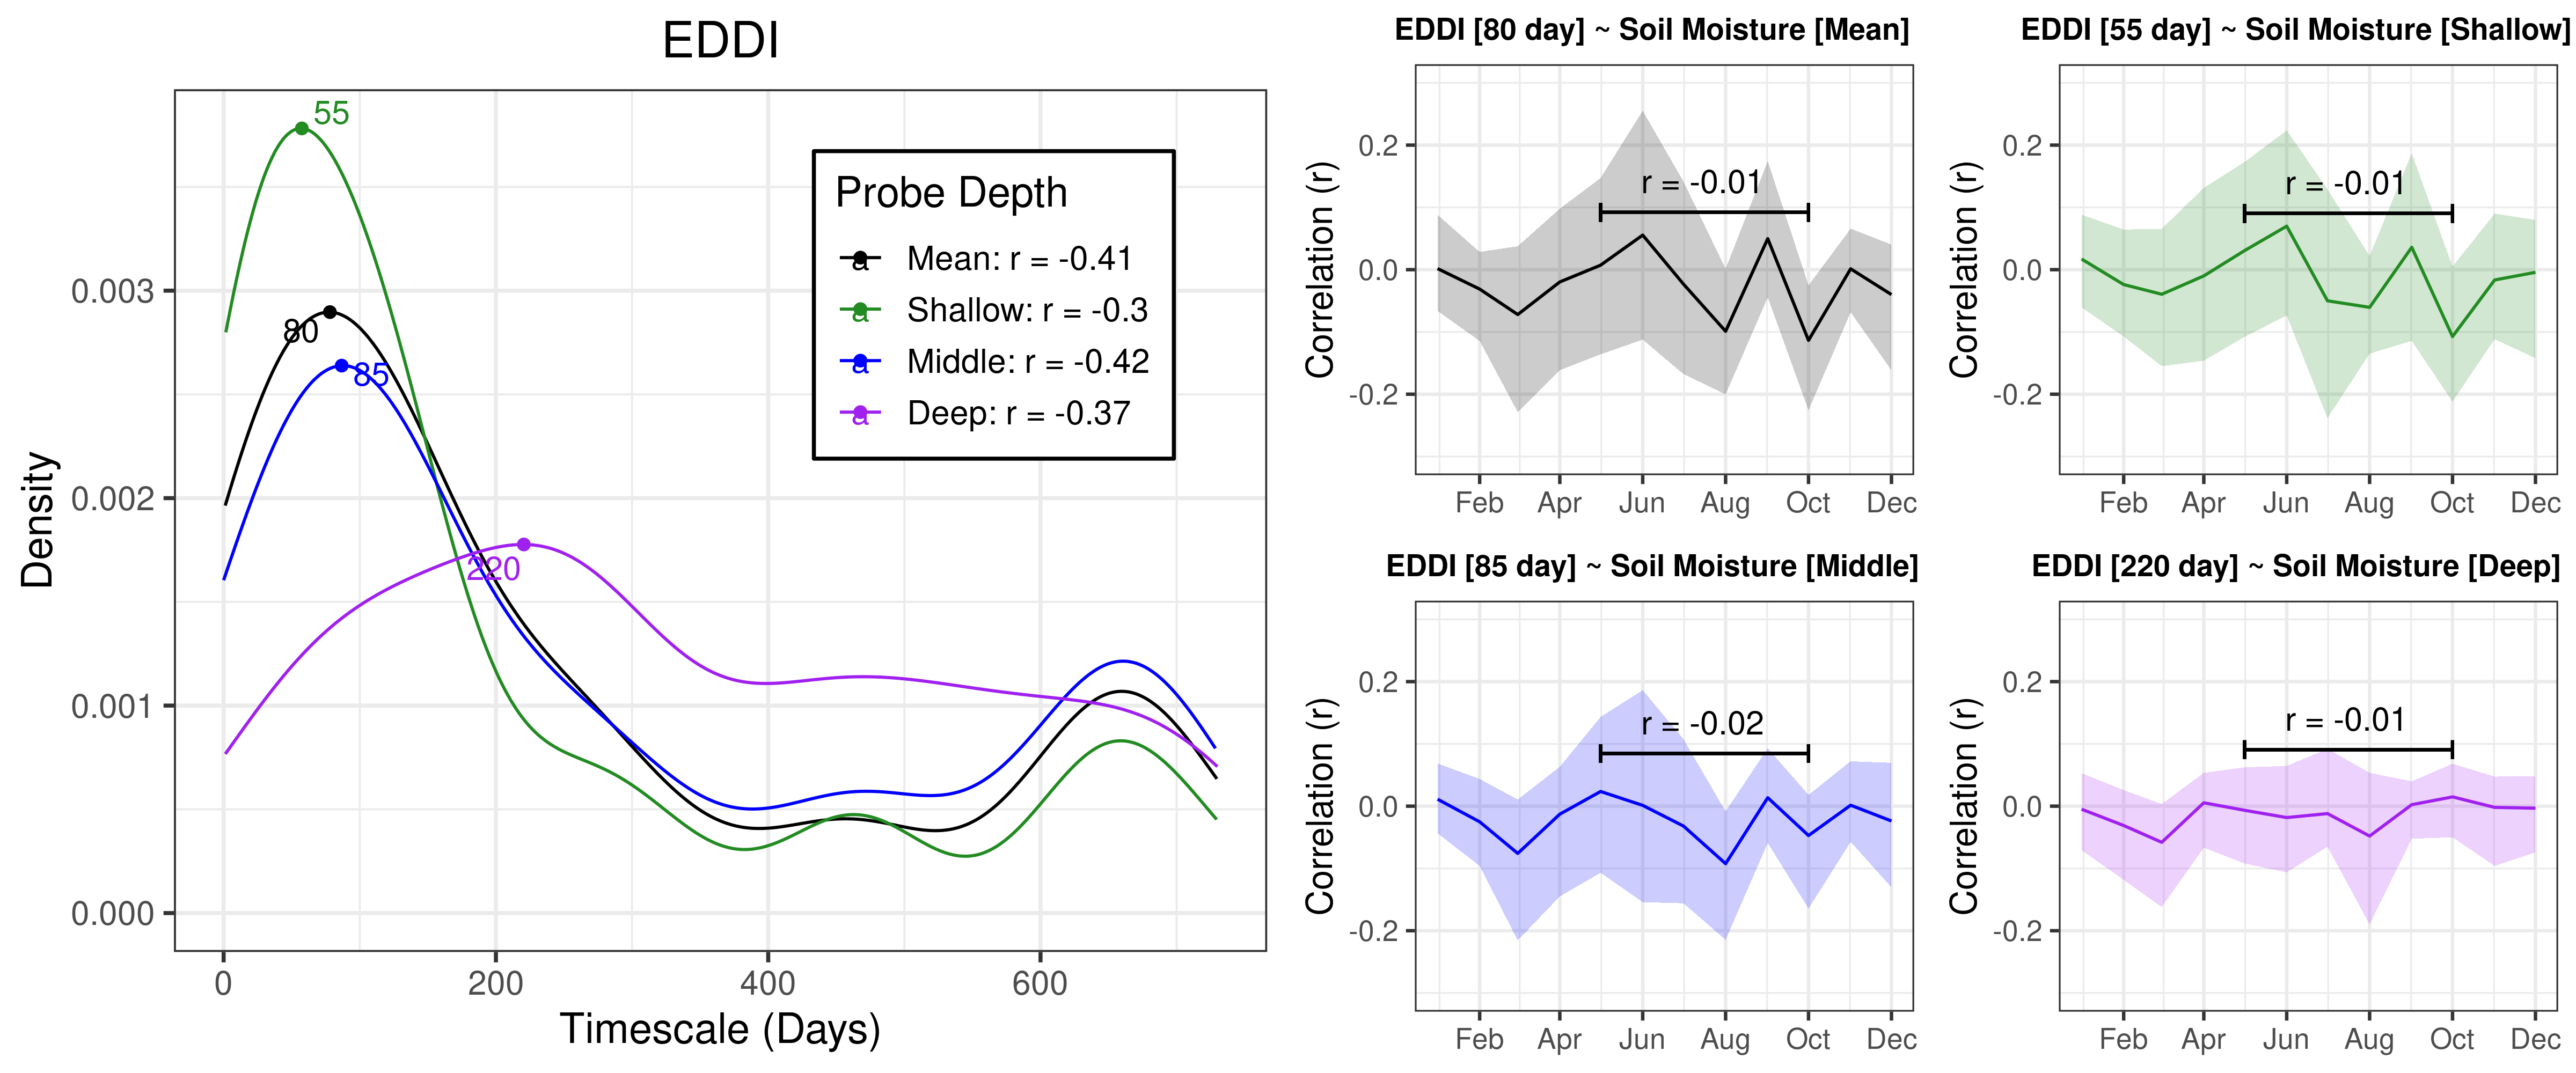 EDDI
55
80
85
220
Probe Depth
a Mean: r = -0.41
a Shallow: r = -0.3
a Middle: r = -0.42
a Deep: r = -0.37
Density
0.003
0.002
0.001
0.000
0 200 400 600
Timescale (Days)
EDDI [80 day] ~ Soil Moisture [Mean]
Correlation (r)
0.2
0.0
-0.2
r = -0.01
Feb Apr Jun Aug Oct Dec
EDDI [55 day] ~ Soil Moisture [Shallow]
Correlation (r)
0.2
0.0
-0.2
r = -0.01
Feb Apr Jun Aug Oct Dec
EDDI [85 day] ~ Soil Moisture [Middle]
Correlation (r)
0.2
0.0
-0.2
r = -0.02
Feb Apr Jun Aug Oct Dec
EDDI [220 day] ~ Soil Moisture [Deep]
Correlation (r)
0.2
0.0
-0.2
r = -0.01
Feb Apr Jun Aug Oct Dec